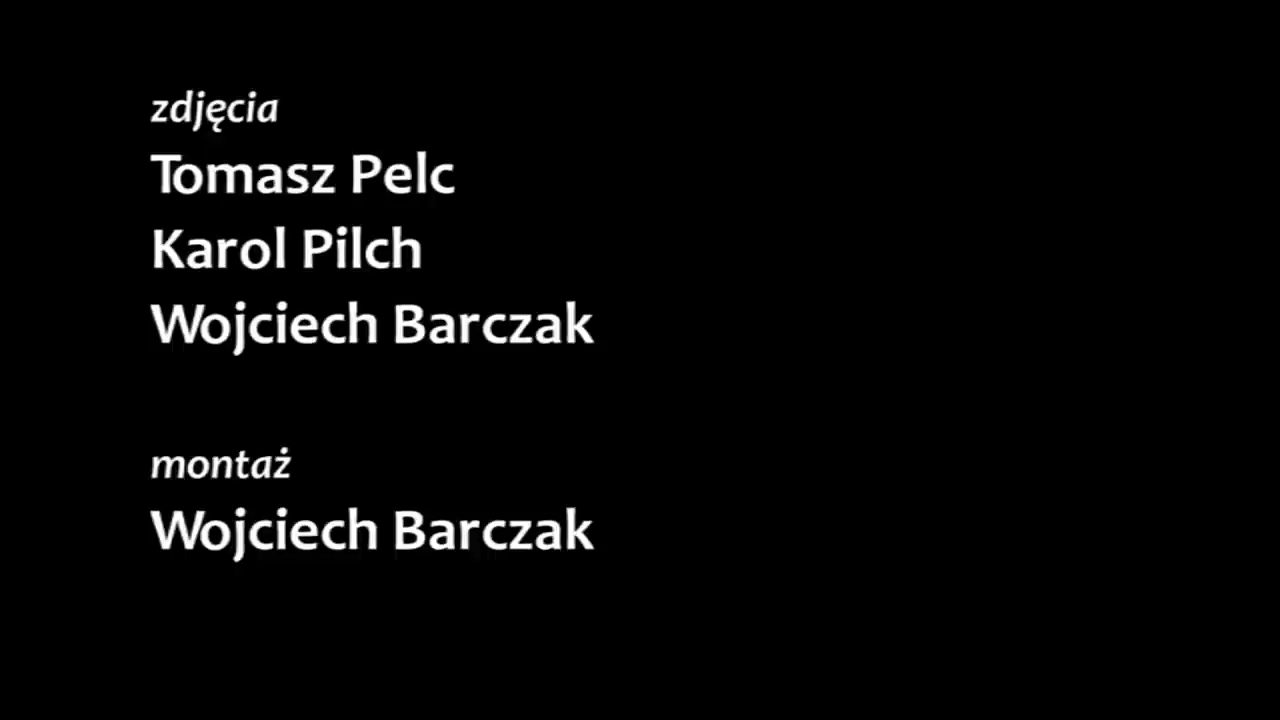 zdjęcia
Tomasz Pelc
Karol Pilch
Wojciech Barczak
montaż
Wojciech Barczak